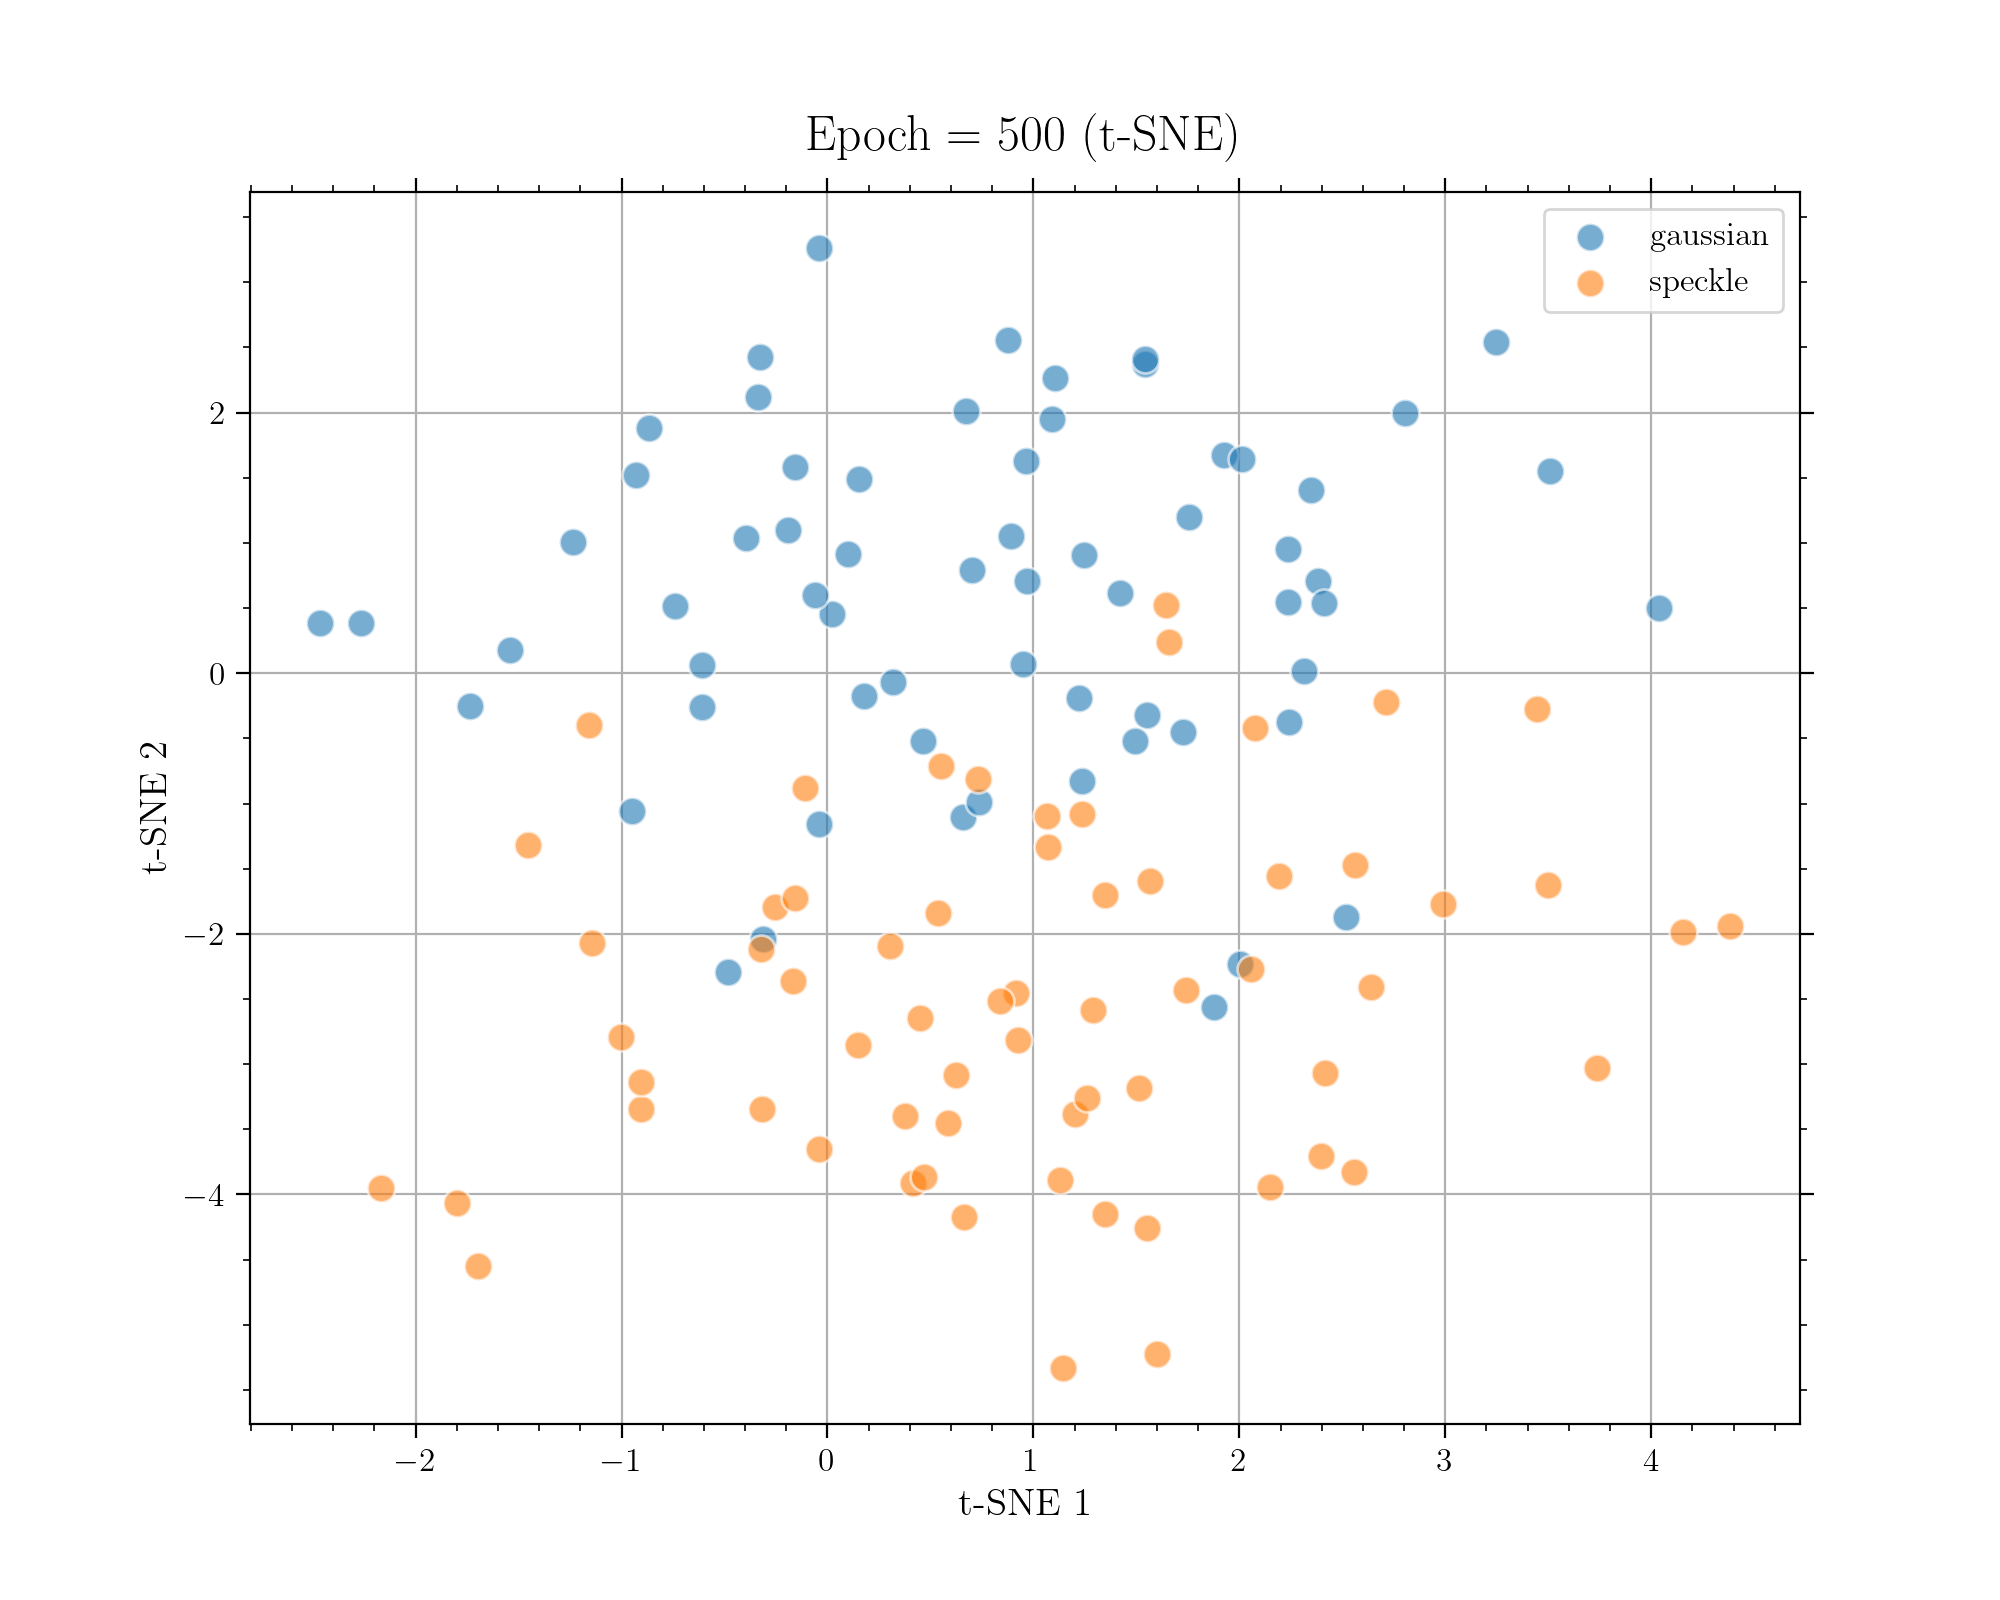 Epoch = 500 (t-SNE)
gaussian
speckle
2
0
−2
−4
t-SNE 2
−2
−1
0
1
2
3
4
t-SNE 1